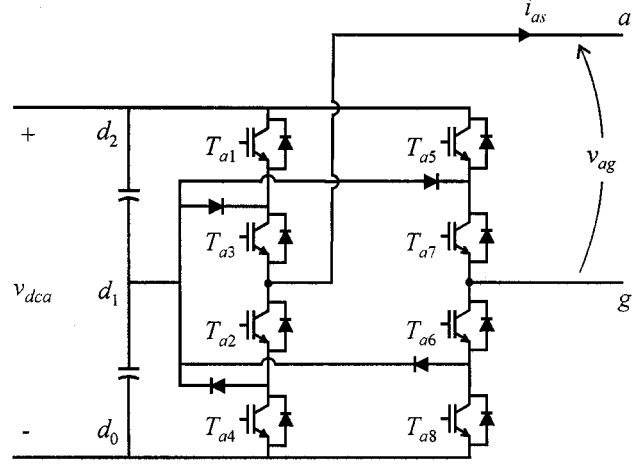 i_as a
+ d_2 T_a1 T_a5
v_ag
T_a3 T_a7
v_dca d_1 g
T_a2 T_a6
- d_0 T_a4 T_a8